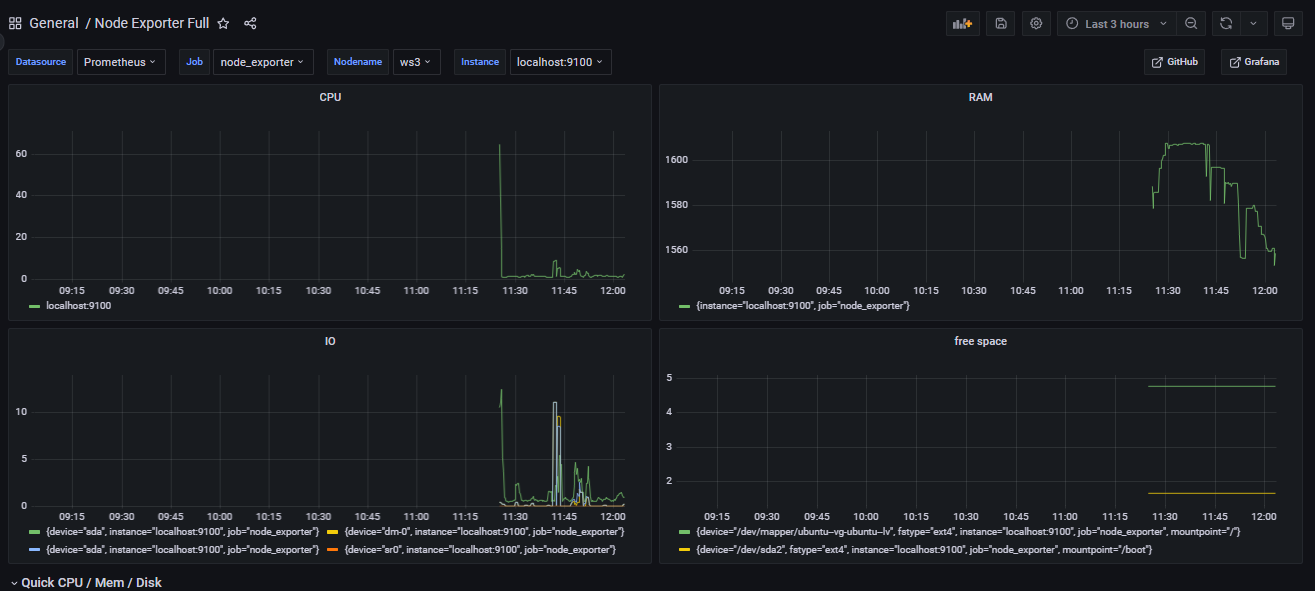 General / Node Exporter Full
Last 3 hours
Datasource Prometheus Job node_exporter Nodename ws3 Instance localhost:9100 GitHub Grafana
CPU
60
40
20
0
09:15 09:30 09:45 10:00 10:15 10:30 10:45 11:00 11:15 11:30 11:45 12:00
localhost:9100
RAM
1600
1580
1560
09:15 09:30 09:45 10:00 10:15 10:30 10:45 11:00 11:15 11:30 11:45 12:00
{instance="localhost:9100", job="node_exporter"}
IO
10
5
0
09:15 09:30 09:45 10:00 10:15 10:30 10:45 11:00 11:15 11:30 11:45 12:00
{device="sda", instance="localhost:9100", job="node_exporter"} {device="dm-0", instance="localhost:9100", job="node_exporter"}
{device="sda", instance="localhost:9100", job="node_exporter"} {device="sr0", instance="localhost:9100", job="node_exporter"}
free space
5
4
3
2
09:15 09:30 09:45 10:00 10:15 10:30 10:45 11:00 11:15 11:30 11:45 12:00
{device="/dev/mapper/ubuntu--vg-ubuntu--lv", fstype="ext4", instance="localhost:9100", job="node_exporter", mountpoint="/"}
{device="/dev/sda2", fstype="ext4", instance="localhost:9100", job="node_exporter", mountpoint="/boot"}
Quick CPU / Mem / Disk